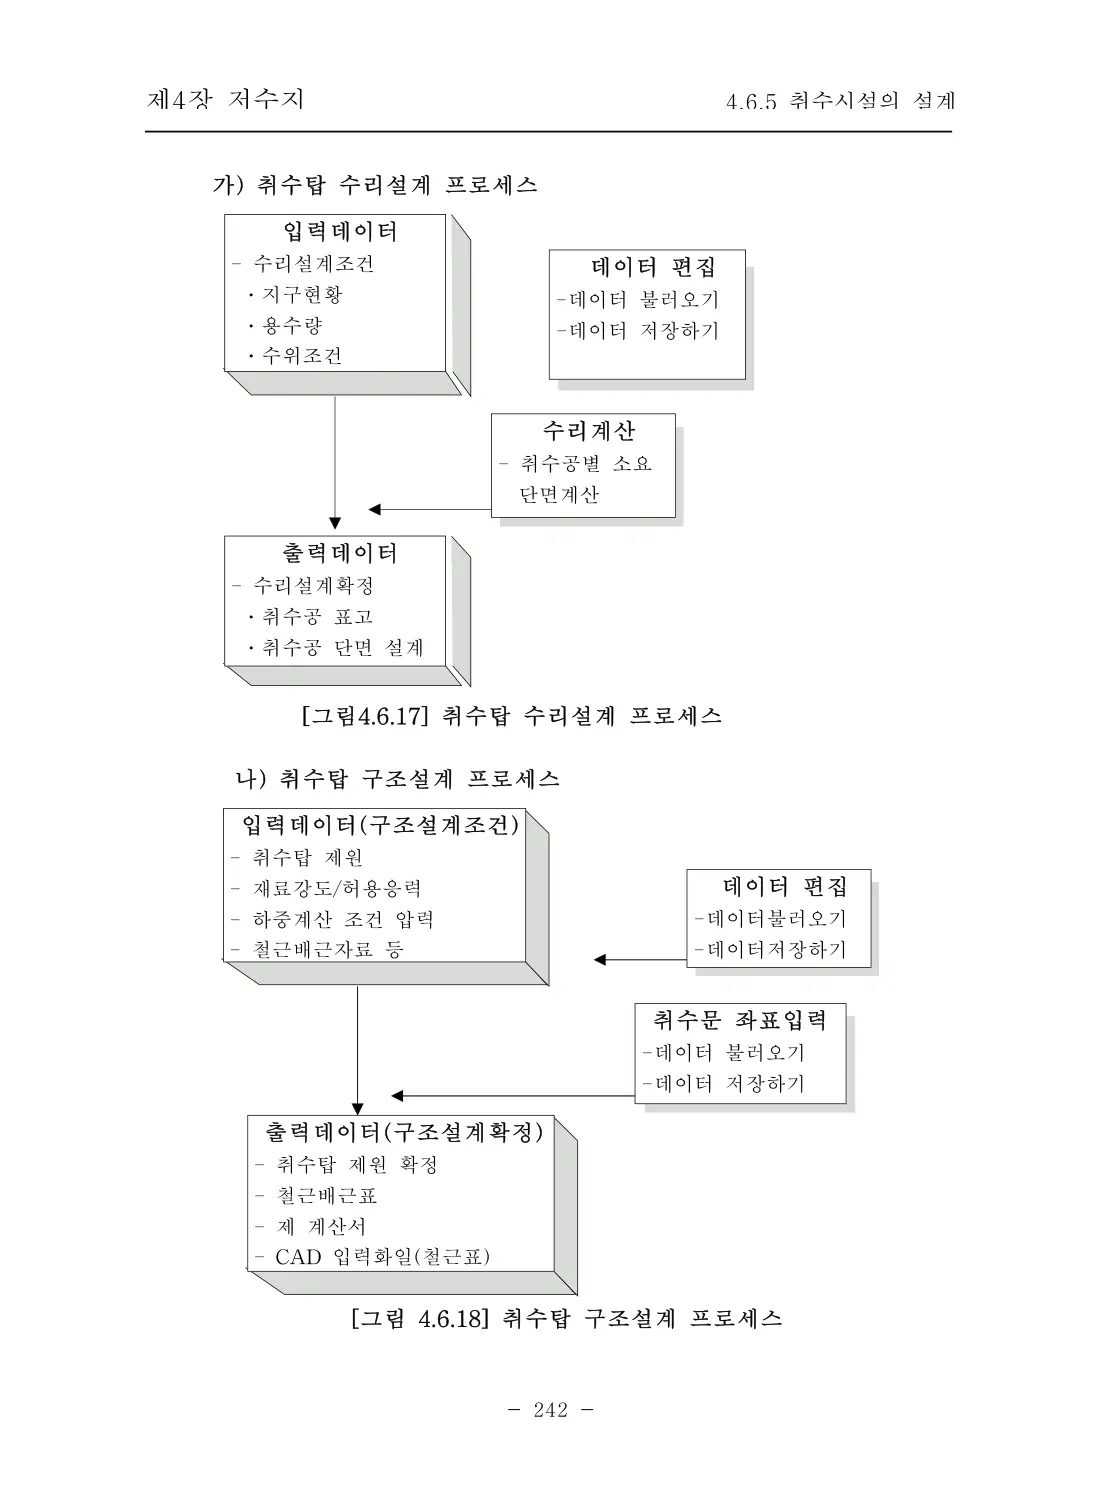 제4장 저수지
4.6.5 취수시설의 설계
가) 취수탑 수리설계 프로세스
입력데이터
- 수리설계조건
·지구현황
·용수량
·수위조건
데이터 편집
-데이터 불러오기
-데이터 저장하기
수리계산
- 취수공별 소요
단면계산
출력데이터
- 수리설계확정
·취수공 표고
·취수공 단면 설계
[그림4.6.17] 취수탑 수리설계 프로세스
나) 취수탑 구조설계 프로세스
입력데이터(구조설계조건)
- 취수탑 제원
- 재료강도/허용응력
- 하중계산 조건 압력
- 철근배근자료 등
데이터 편집
-데이터불러오기
-데이터저장하기
취수문 좌표입력
-데이터 불러오기
-데이터 저장하기
출력데이터(구조설계확정)
- 취수탑 제원 확정
- 철근배근표
- 제 계산서
- CAD 입력화일(철근표)
[그림 4.6.18] 취수탑 구조설계 프로세스
- 242 -